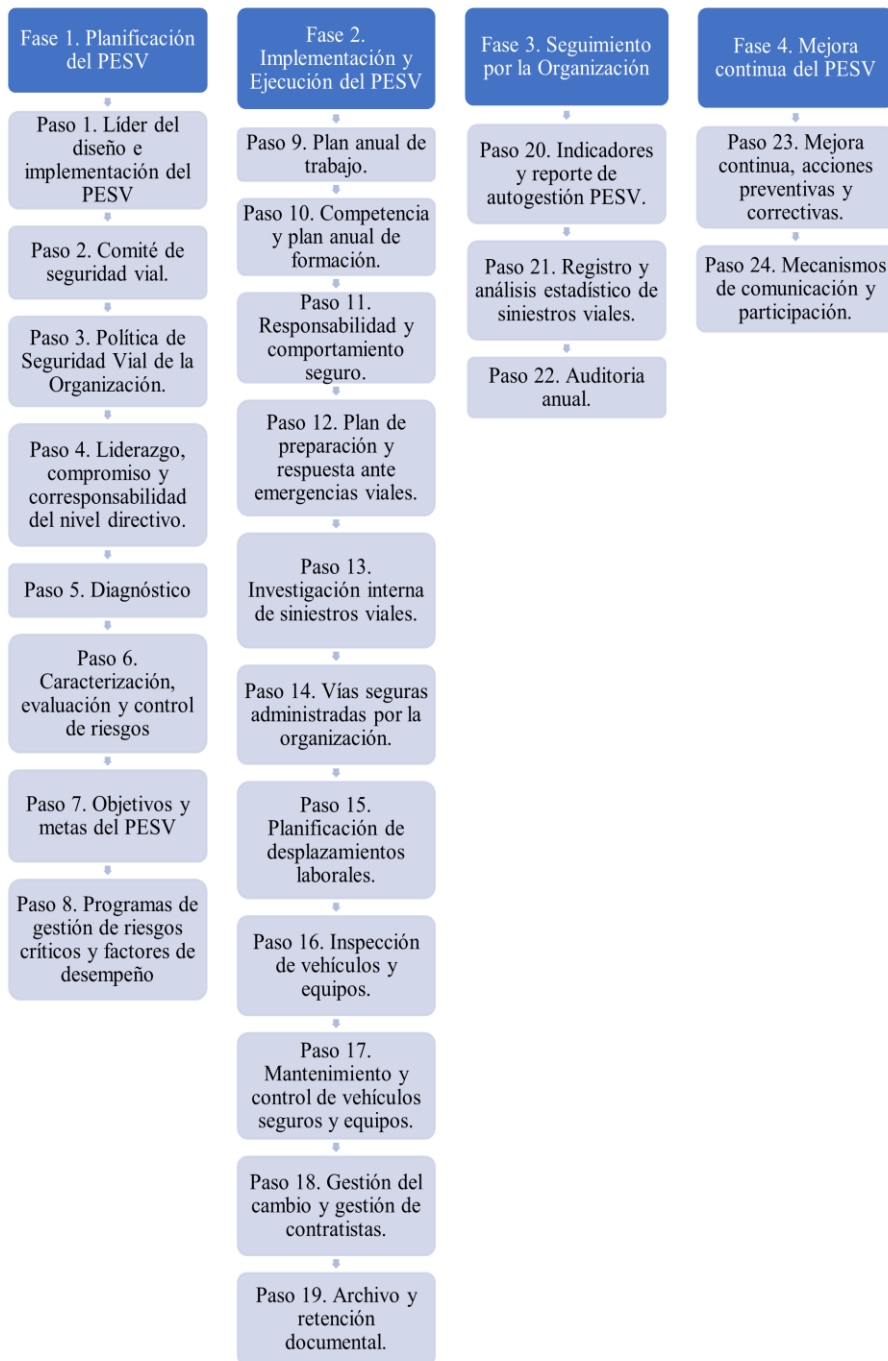 Fase 1. Planificación
del PESV
Paso 1. Líder del
diseño e
implementación del
PESV
Paso 2. Comité de
seguridad vial.
Paso 3. Política de
Seguridad Vial de la
Organización.
Paso 4. Liderazgo,
compromiso y
corresponsabilidad
del nivel directivo.
Paso 5. Diagnóstico
Paso 6.
Caracterización,
evaluación y control
de riesgos
Paso 7. Objetivos y
metas del PESV
Paso 8. Programas de
gestión de riesgos
críticos y factores de
desempeño
Fase 2.
Implementación y
Ejecución del PESV
Paso 9. Plan anual de
trabajo.
Paso 10. Competencia
y plan anual de
formación.
Paso 11.
Responsabilidad y
comportamiento
seguro.
Paso 12. Plan de
preparación y
respuesta ante
emergencias viales.
Paso 13.
Investigación interna
de siniestros viales.
Paso 14. Vías seguras
administradas por la
organización.
Paso 15.
Planificación de
desplazamientos
laborales.
Paso 16. Inspección
de vehículos y
equipos.
Paso 17.
Mantenimiento y
control de vehículos
seguros y equipos.
Paso 18. Gestión del
cambio y gestión de
contratistas.
Paso 19. Archivo y
retención
documental.
Fase 3. Seguimiento
por la Organización
Paso 20. Indicadores
y reporte de
autogestión PESV.
Paso 21. Registro y
análisis estadístico de
siniestros viales.
Paso 22. Auditoria
anual.
Fase 4. Mejora
continua del PESV
Paso 23. Mejora
continua, acciones
preventivas y
correctivas.
Paso 24. Mecanismos
de comunicación y
participación.